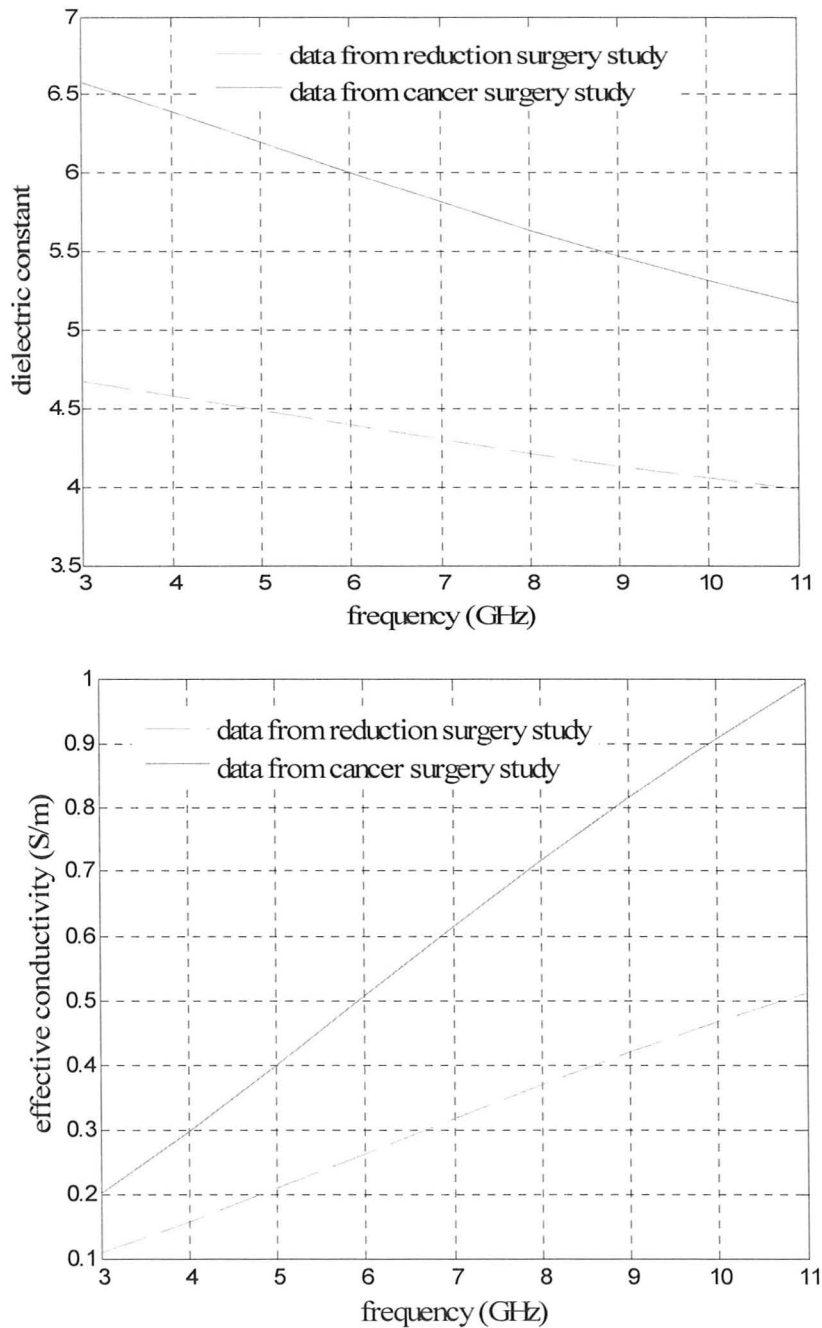 7
6.5
6
5.5
5
4.5
4
3.5
dielectric constant
data from reduction surgery study
data from cancer surgery study
3 4 5 6 7 8 9 10 11
frequency (GHz)
1
0.9
0.8
0.7
0.6
0.5
0.4
0.3
0.2
0.1
effective conductivity (S/m)
data from reduction surgery study
data from cancer surgery study
3 4 5 6 7 8 9 10 11
frequency (GHz)